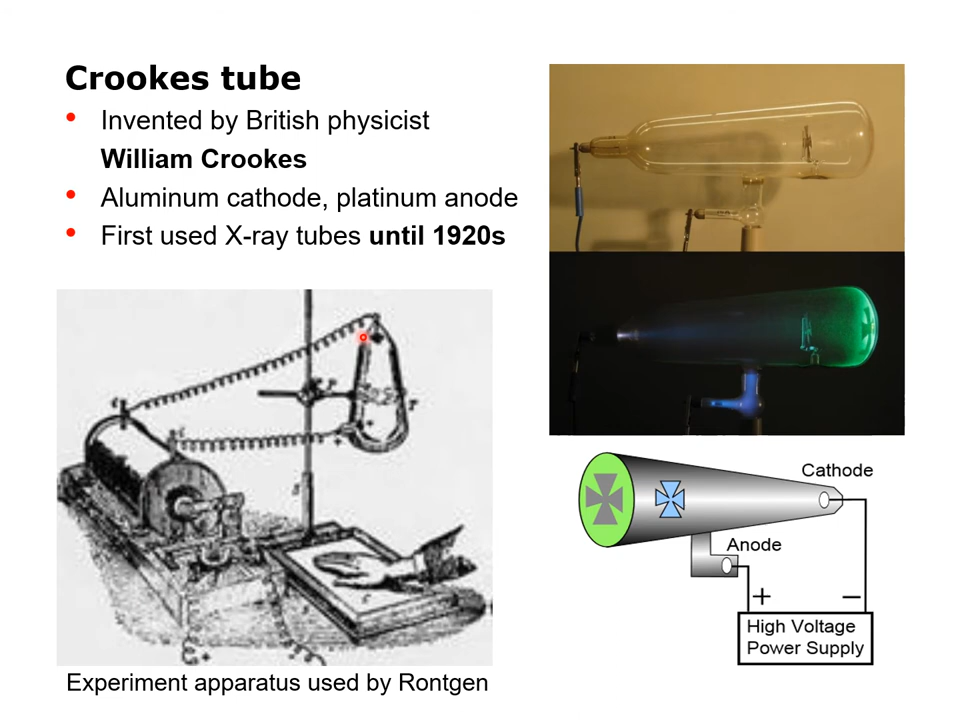 Crookes tube
Invented by British physicist
William Crookes
Aluminum cathode, platinum anode
First used X-ray tubes until 1920s
Experiment apparatus used by Rontgen
Cathode
Anode
+ −
High Voltage
Power Supply